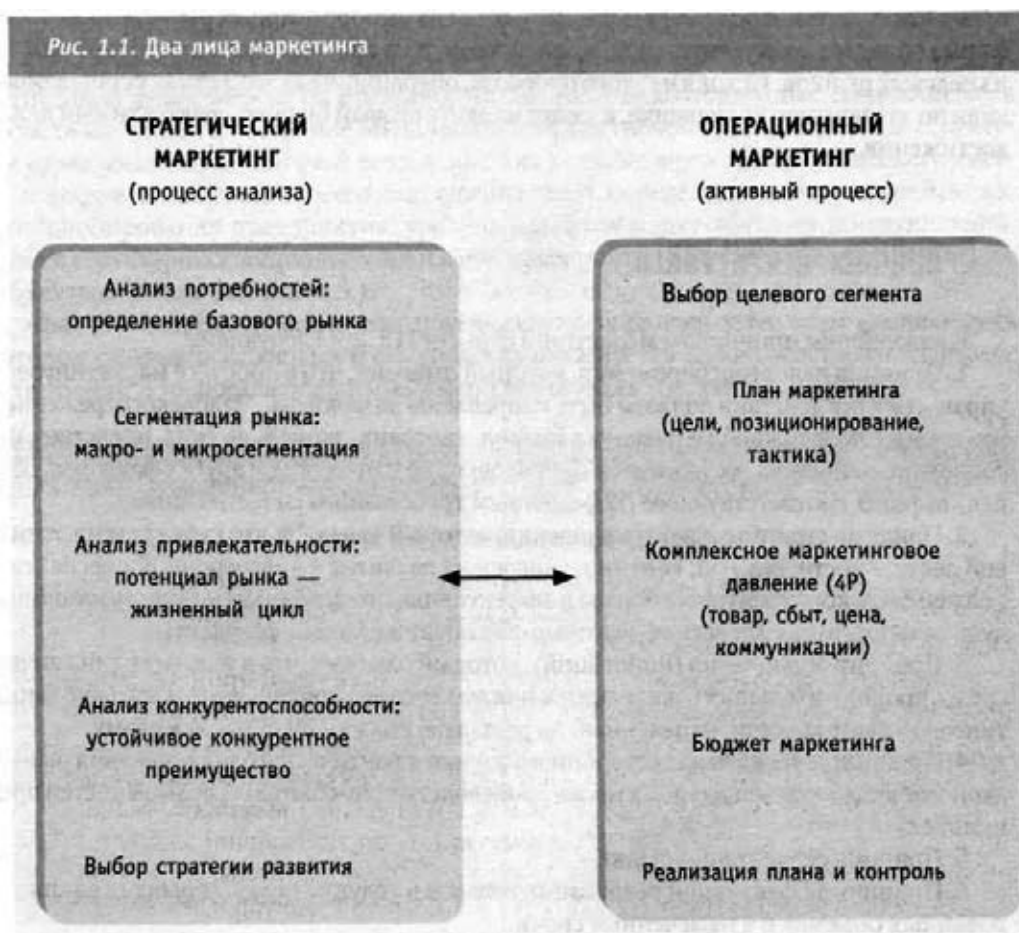 Рис. 1.1. Два лица маркетинга
СТРАТЕГИЧЕСКИЙ
МАРКЕТИНГ
(процесс анализа)
Анализ потребностей:
определение базового рынка
Сегментация рынка:
макро- и микросегментация
Анализ привлекательности:
потенциал рынка —
жизненный цикл
Анализ конкурентоспособности:
устойчивое конкурентное
преимущество
Выбор стратегии развития
ОПЕРАЦИОННЫЙ
МАРКЕТИНГ
(активный процесс)
Выбор целевого сегмента
План маркетинга
(цели, позиционирование,
тактика)
Комплексное маркетинговое
давление (4P)
(товар, сбыт, цена,
коммуникации)
Бюджет маркетинга
Реализация плана и контроль